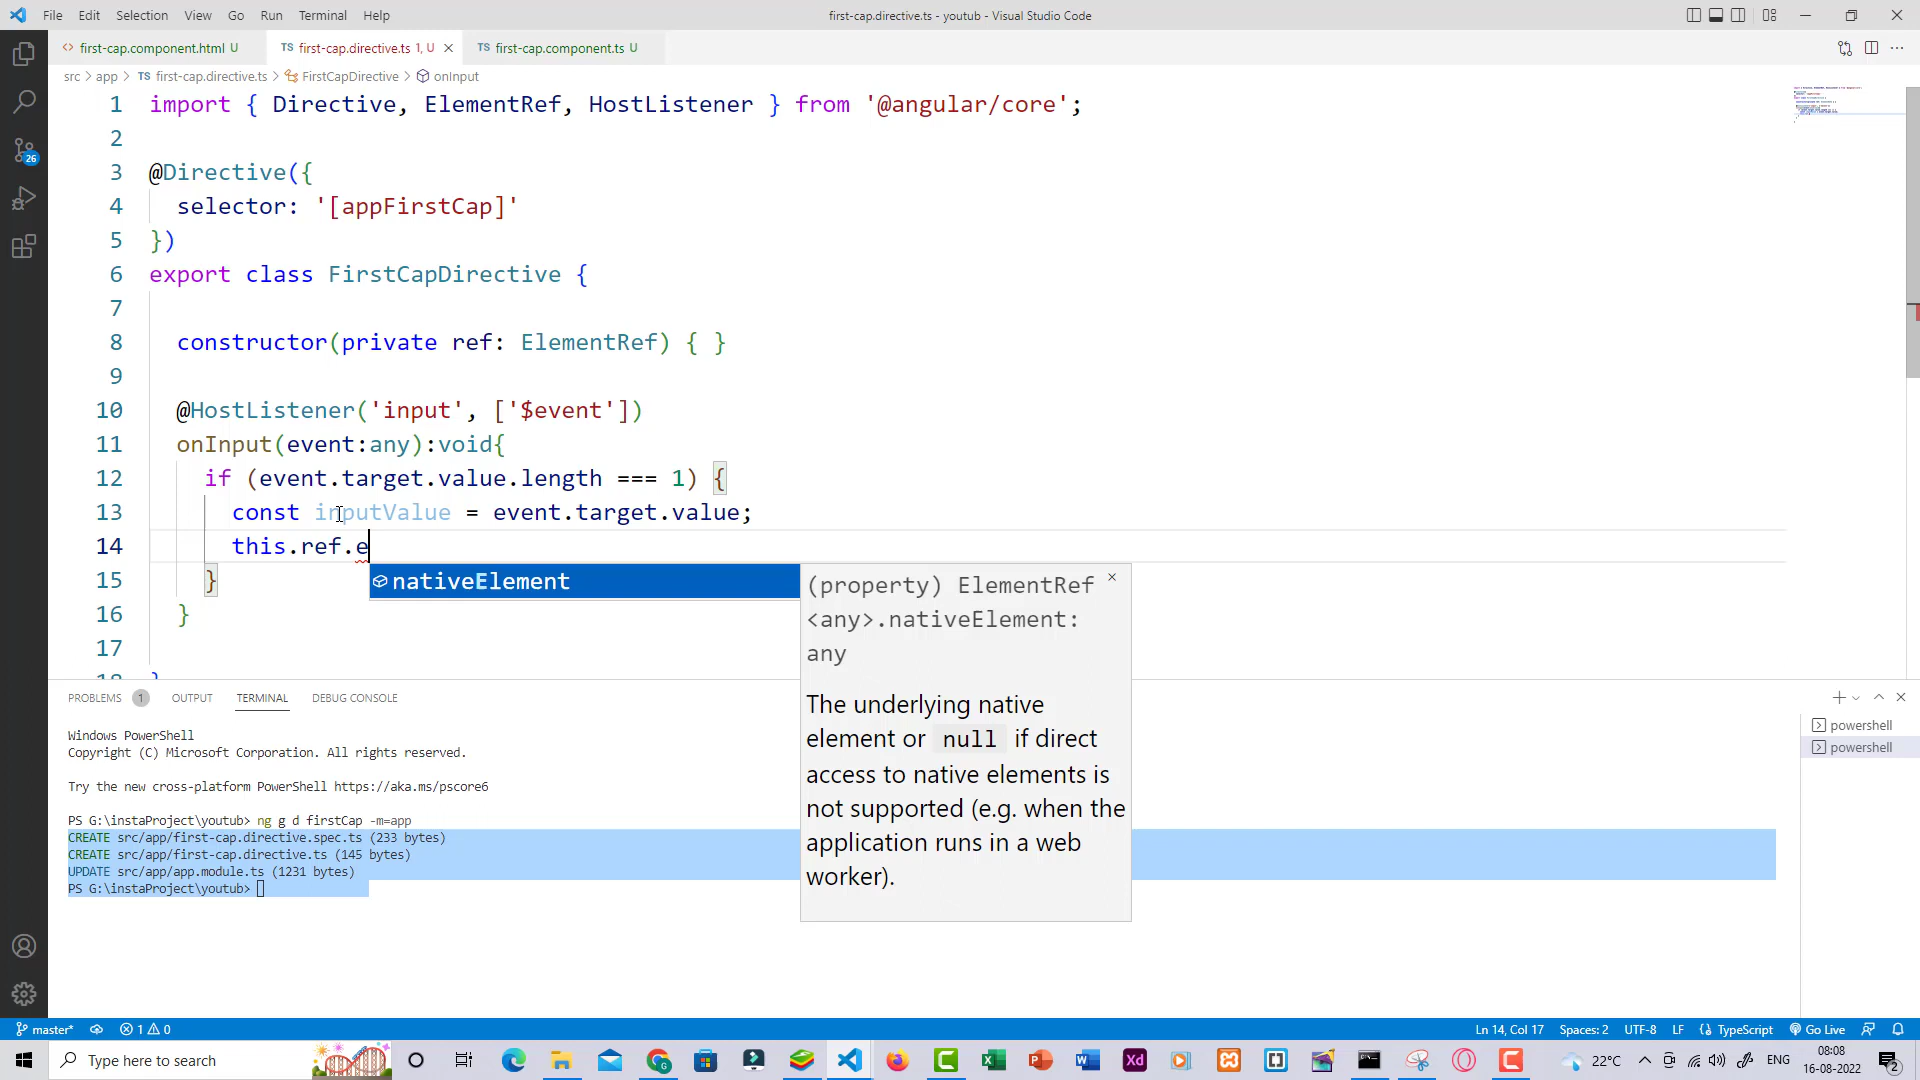 File Edit Selection View Go Run Terminal Help first-cap.directive.ts - youtub - Visual Studio Code
first-cap.component.html U TS first-cap.directive.ts 1, U TS first-cap.component.ts U
src > app > TS first-cap.directive.ts > FirstCapDirective > onInput
1 import { Directive, ElementRef, HostListener } from '@angular/core';
2
3 @Directive({
4 selector: '[appFirstCap]'
5 })
6 export class FirstCapDirective {
7
8 constructor(private ref: ElementRef) { }
9
10 @HostListener('input', ['$event'])
11 onInput(event:any):void{
12 if (event.target.value.length === 1) {
13 const inputValue = event.target.value;
14 this.ref.e
15 }
16 }
17
nativeElement
(property) ElementRef
<any>.nativeElement:
any
The underlying native
element or null if direct
access to native elements is
not supported (e.g. when the
application runs in a web
worker).
PROBLEMS 1 OUTPUT TERMINAL DEBUG CONSOLE
Windows PowerShell
Copyright (C) Microsoft Corporation. All rights reserved.
Try the new cross-platform PowerShell https://aka.ms/pscore6
PS G:\instaProject\youtub> ng g d firstCap -m=app
CREATE src/app/first-cap.directive.spec.ts (233 bytes)
CREATE src/app/first-cap.directive.ts (145 bytes)
UPDATE src/app/app.module.ts (1231 bytes)
PS G:\instaProject\youtub>
powershell
powershell
26
master* 1 0 Ln 14, Col 17 Spaces: 2 UTF-8 LF TypeScript Go Live
Type here to search Xd 22°C ENG 08:08
16-08-2022 2